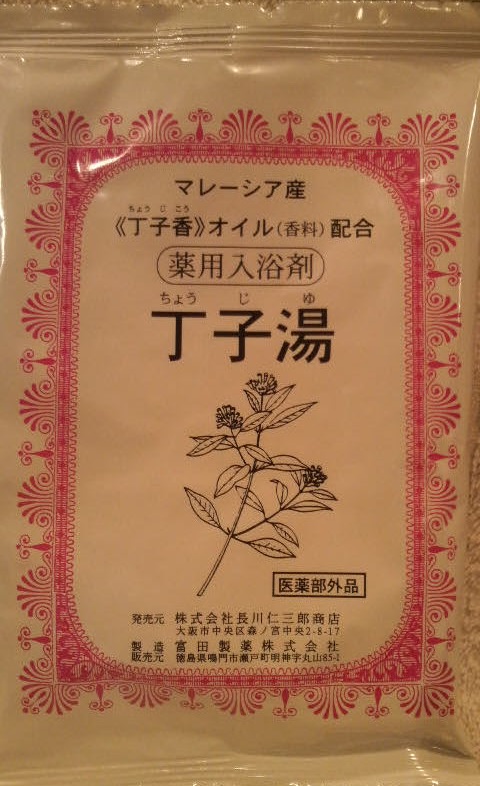 マレーシア産
ちょうじこう
《丁子香》オイル(香料)配合
薬用入浴剤
ちょうじゆ
丁子湯
医薬部外品
発売元 株式会社長川仁三郎商店
大阪市中央区森ノ宮中央2-8-17
製造販売元 富田製薬株式会社
徳島県鳴門市瀬戸町明神字丸山85-1